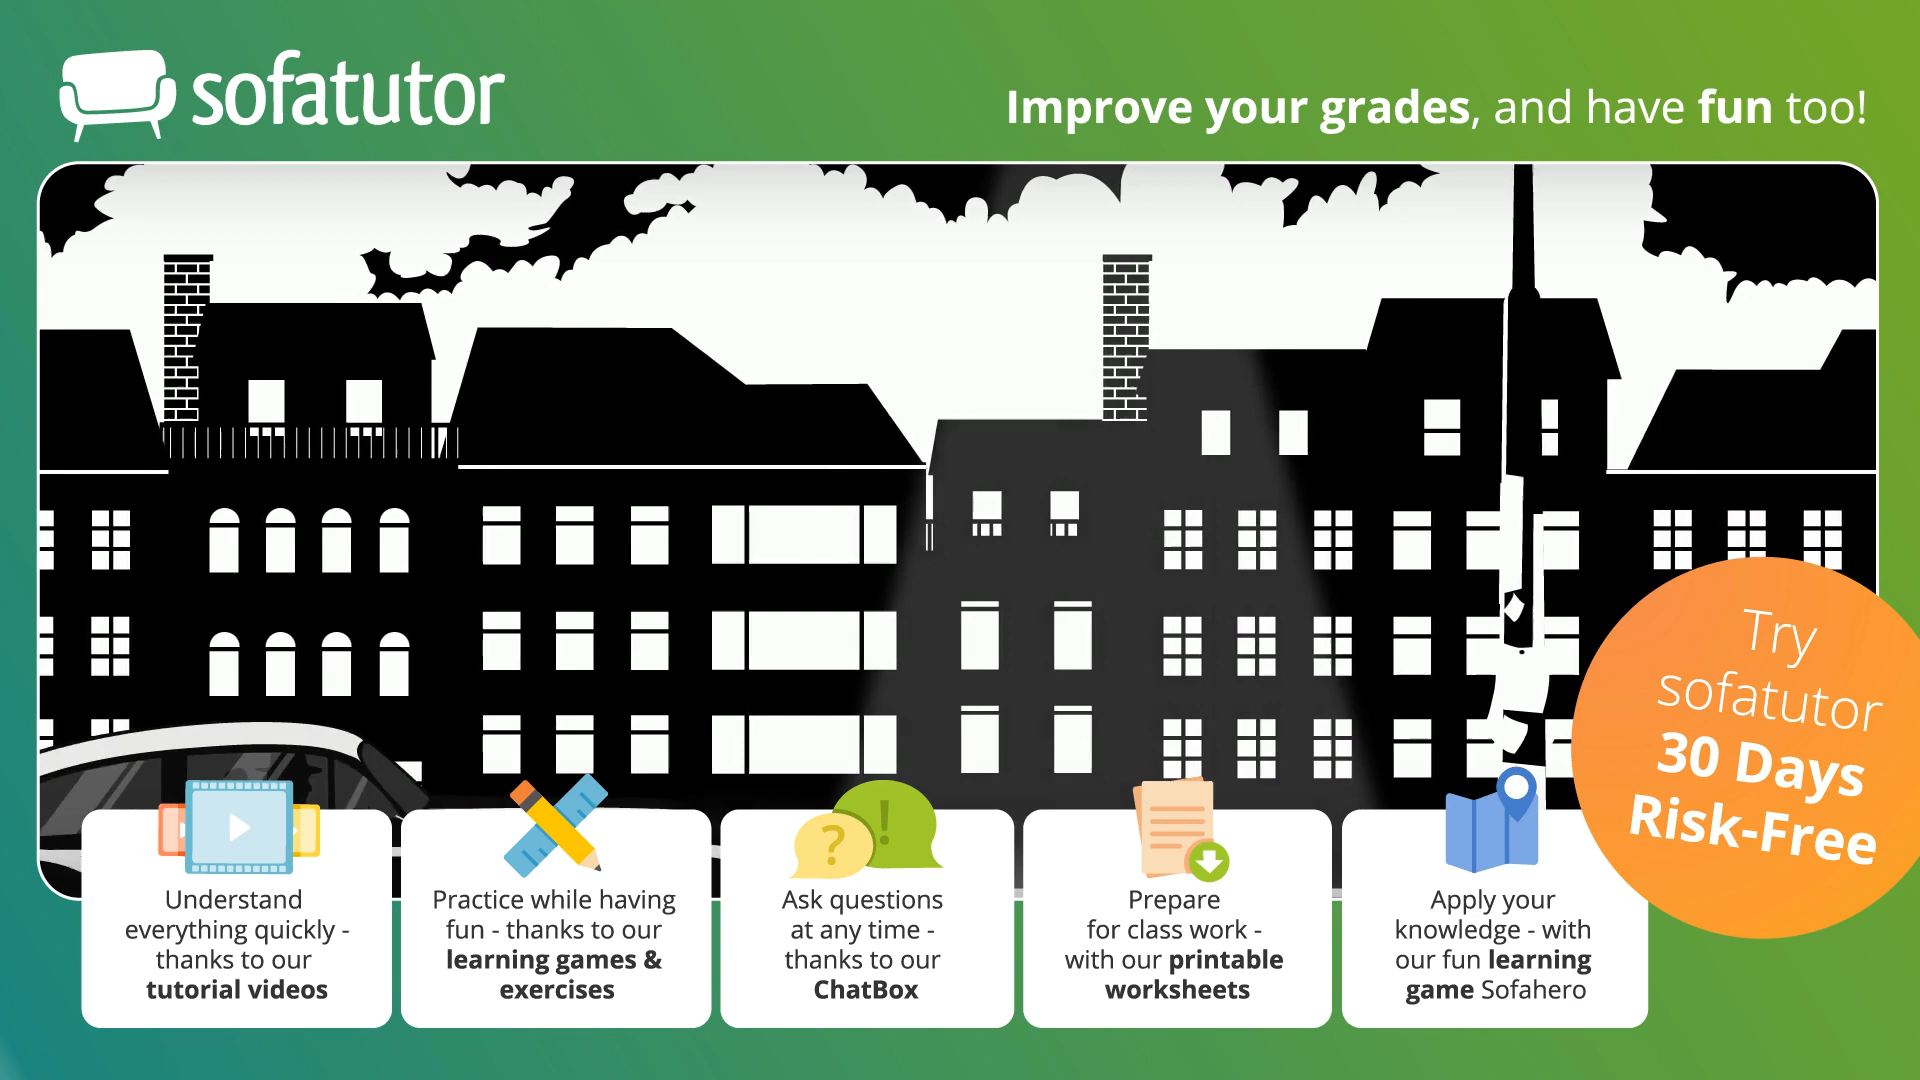 sofatutor
Improve your grades, and have fun too!
Try
sofatutor
30 Days
Risk-Free
?
!
Understand
everything quickly -
thanks to our
tutorial videos
Practice while having
fun - thanks to our
learning games &
exercises
Ask questions
at any time -
thanks to our
ChatBox
Prepare
for class work -
with our printable
worksheets
Apply your
knowledge - with
our fun learning
game Sofahero